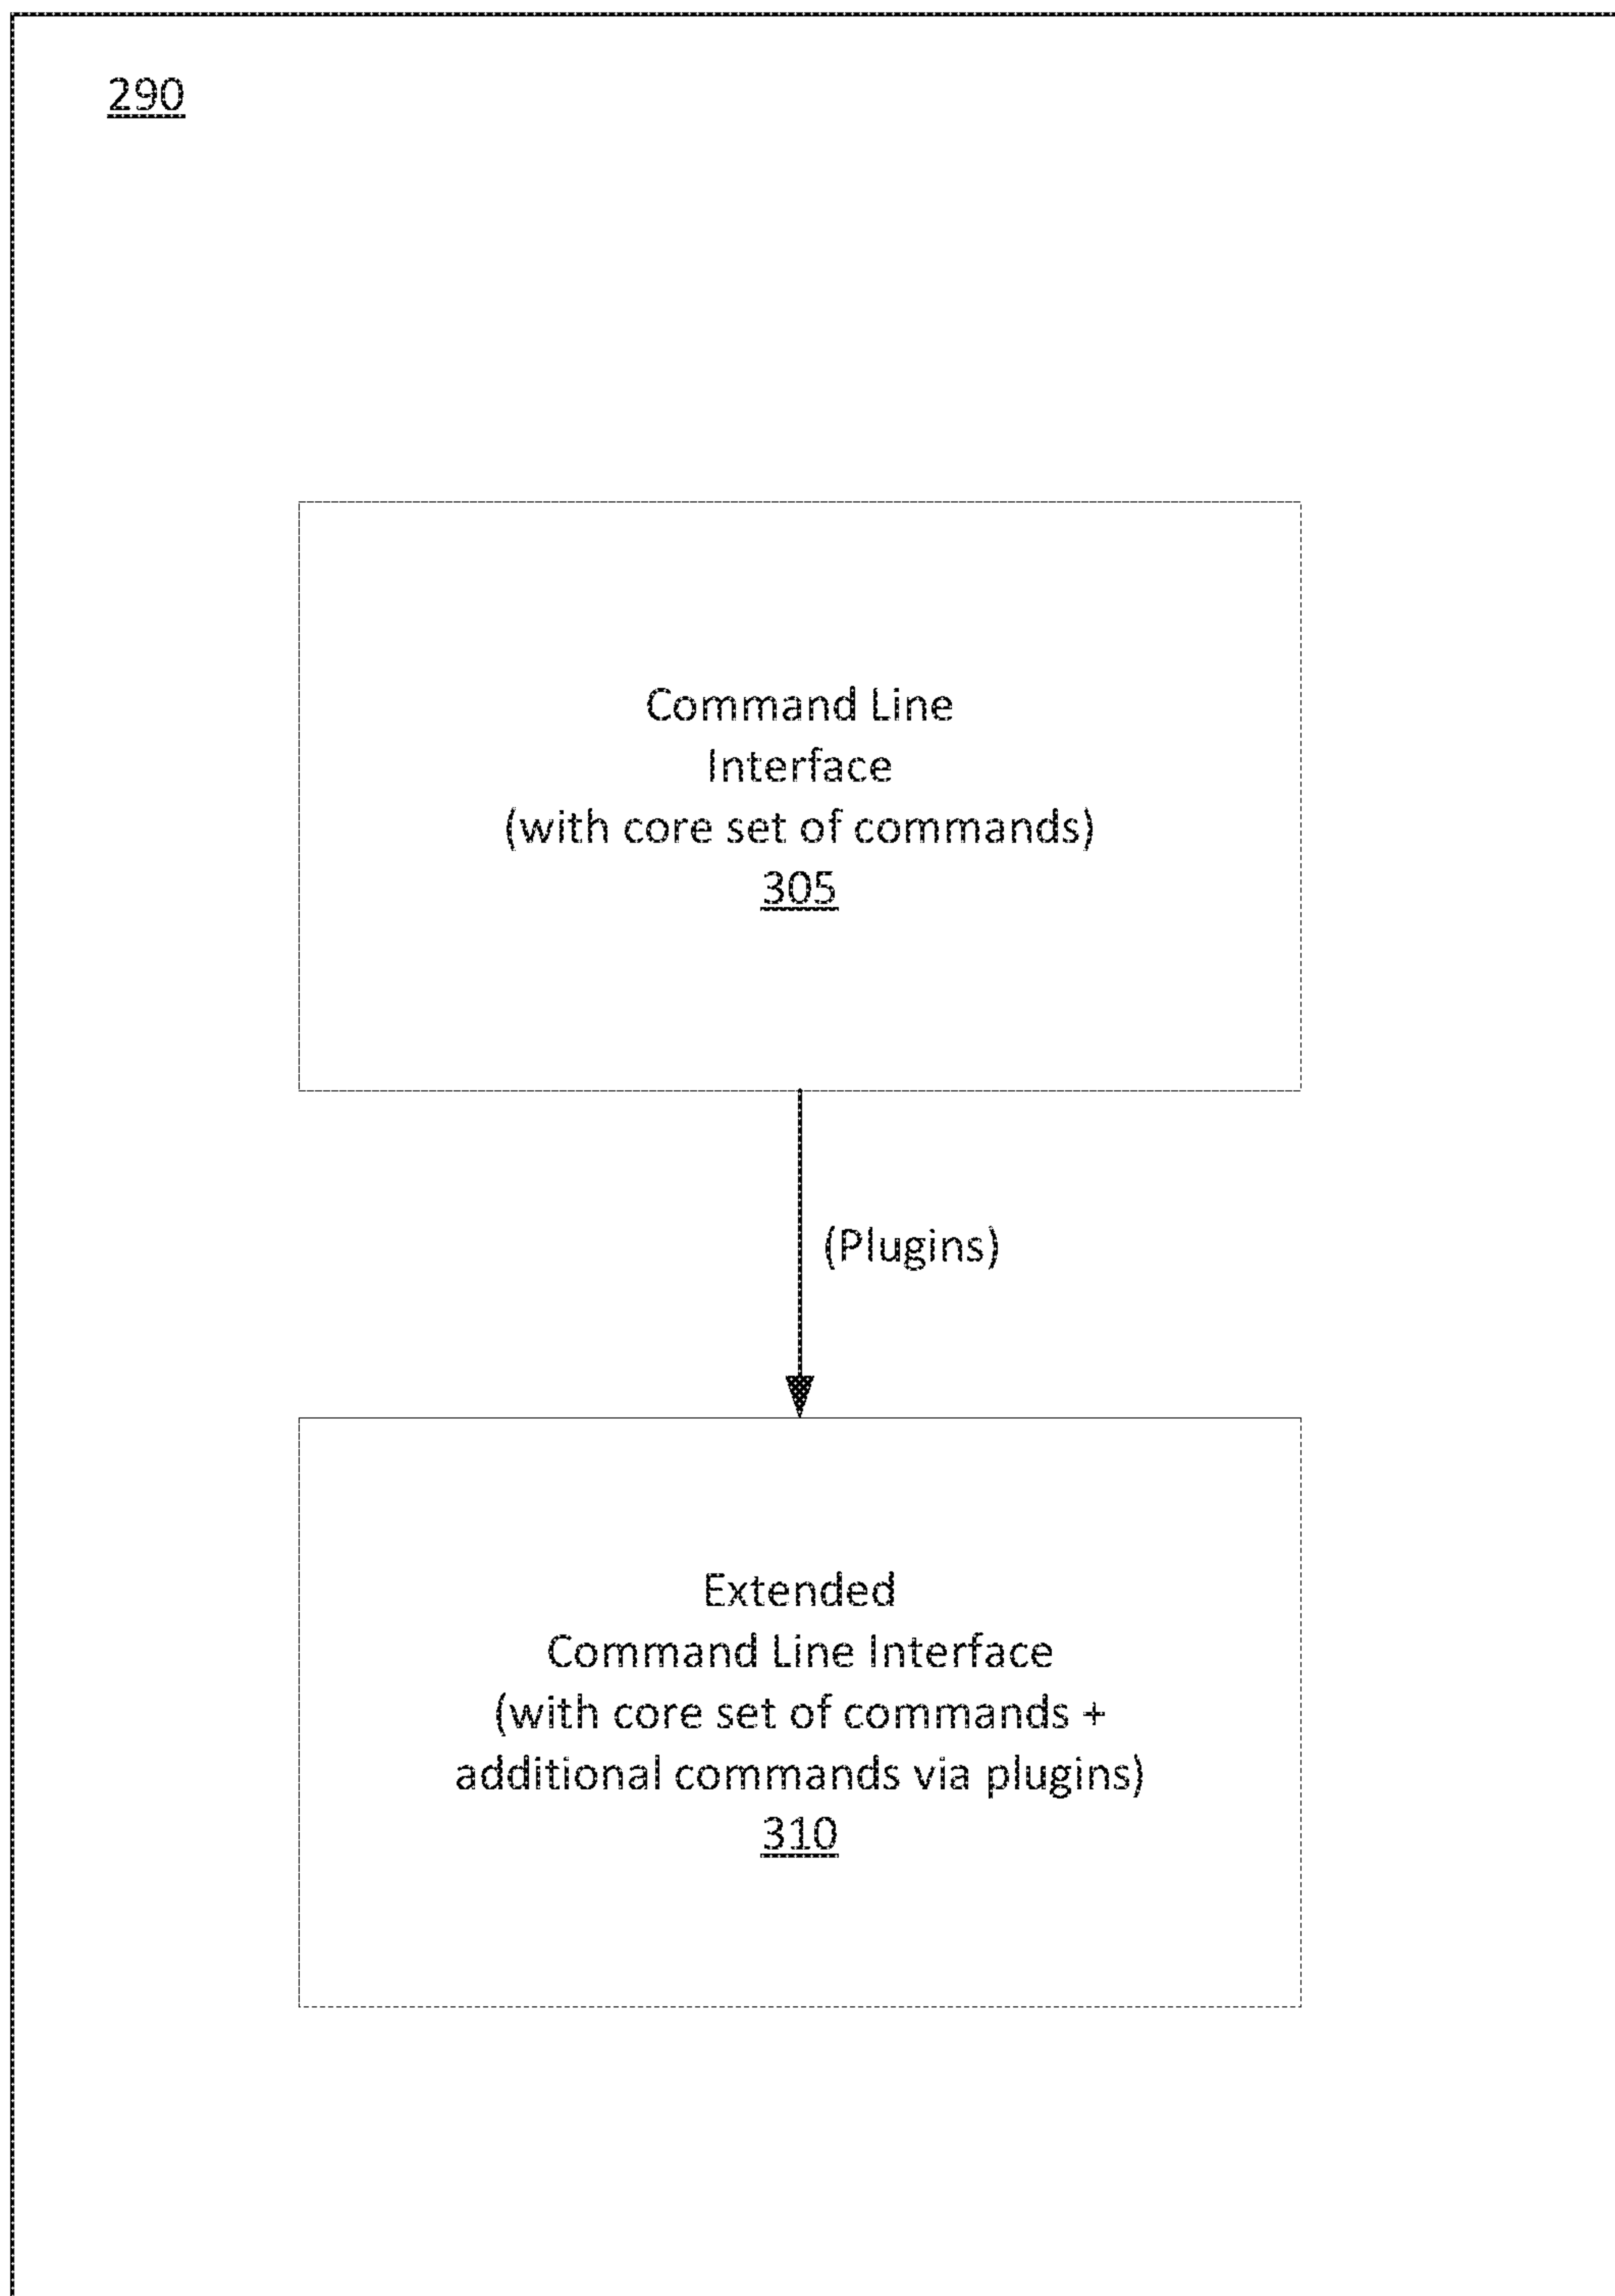 290
Command Line
Interface
(with core set of commands)
305
(Plugins)
Extended
Command Line Interface
(with core set of commands +
additional commands via plugins)
310